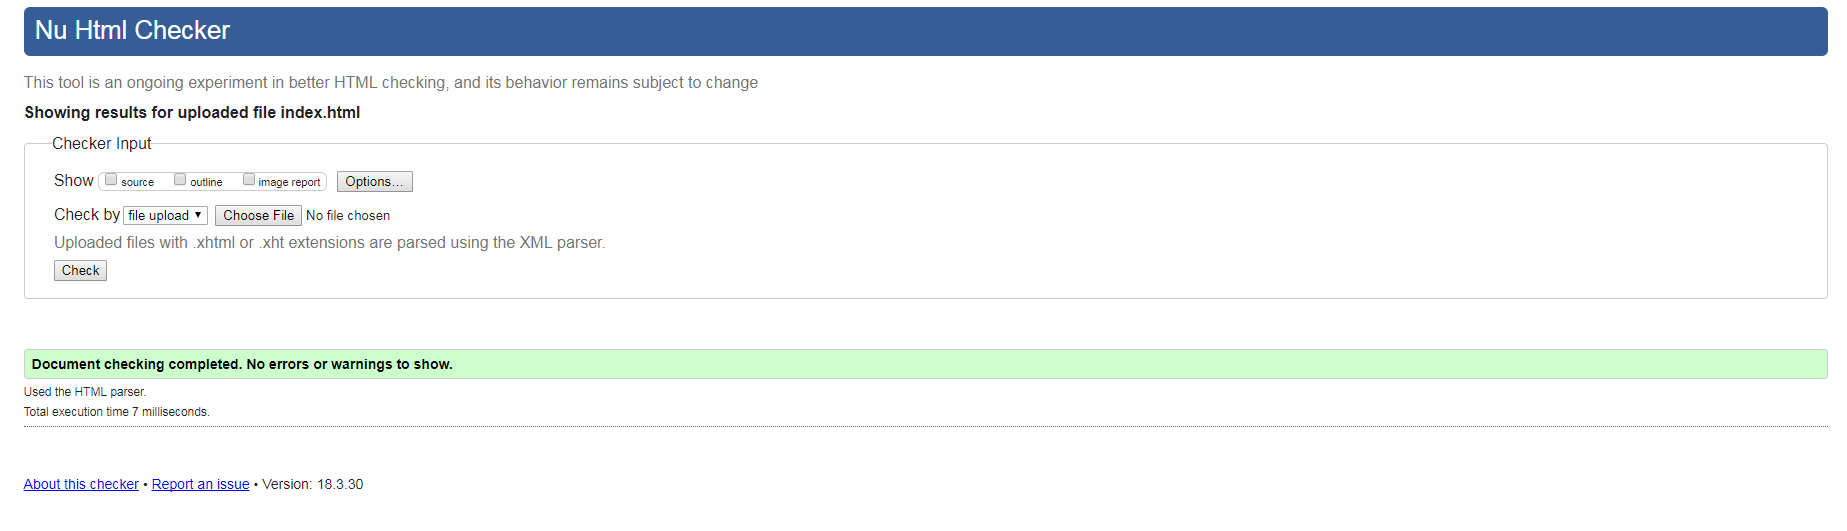 Nu Html Checker
This tool is an ongoing experiment in better HTML checking, and its behavior remains subject to change
Showing results for uploaded file index.html
Checker Input
Show source outline image report Options...
Check by file upload Choose File No file chosen
Uploaded files with .xhtml or .xht extensions are parsed using the XML parser.
Check
Document checking completed. No errors or warnings to show.
Used the HTML parser.
Total execution time 7 milliseconds.
About this checker • Report an issue • Version: 18.3.30